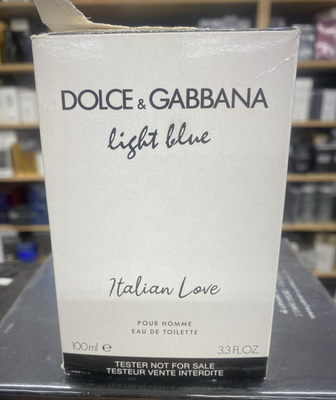 DOLCE & GABBANA
light blue
Italian Love
POUR HOMME
EAU DE TOILETTE
100ml e 3.3 FL.OZ.
TESTER NOT FOR SALE
TESTEUR VENTE INTERDITE